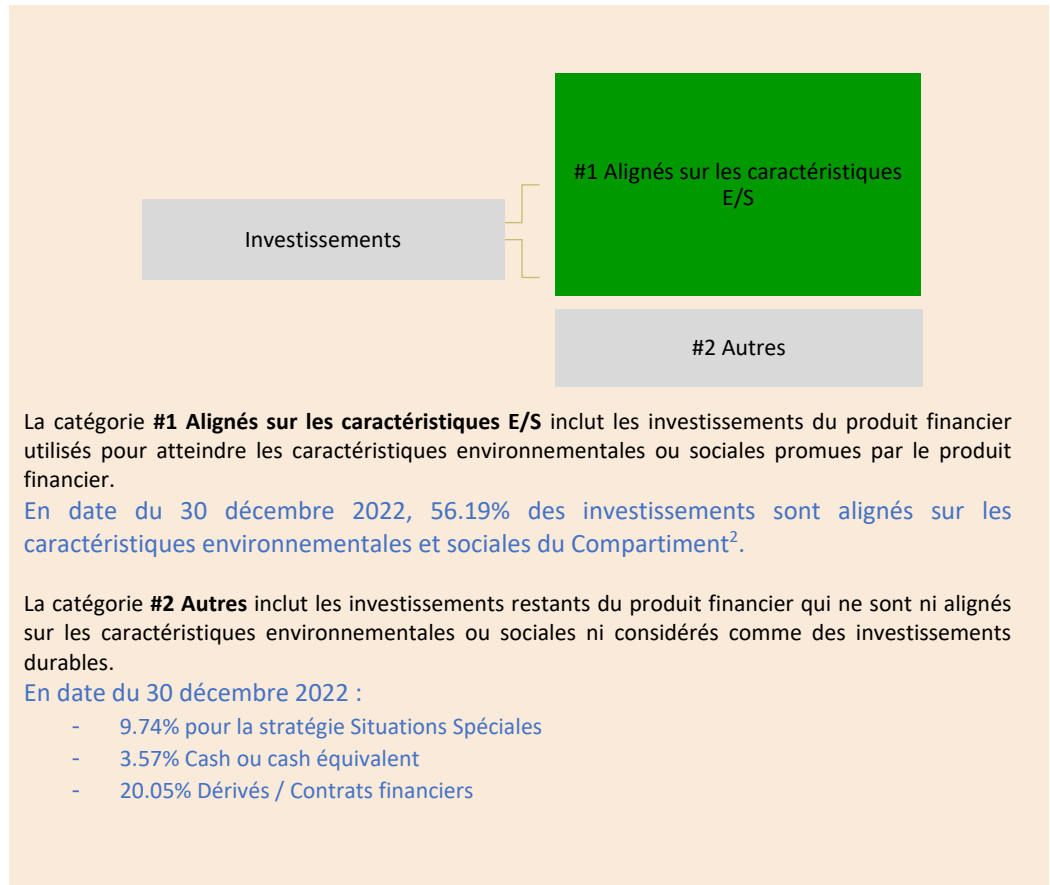 #1 Alignés sur les caractéristiques
E/S
Investissements
#2 Autres
La catégorie #1 Alignés sur les caractéristiques E/S inclut les investissements du produit financier
utilisés pour atteindre les caractéristiques environnementales ou sociales promues par le produit
financier.
En date du 30 décembre 2022, 56.19% des investissements sont alignés sur les
caractéristiques environnementales et sociales du Compartiment².
La catégorie #2 Autres inclut les investissements restants du produit financier qui ne sont ni alignés
sur les caractéristiques environnementales ou sociales ni considérés comme des investissements
durables.
En date du 30 décembre 2022 :
- 9.74% pour la stratégie Situations Spéciales
- 3.57% Cash ou cash équivalent
- 20.05% Dérivés / Contrats financiers